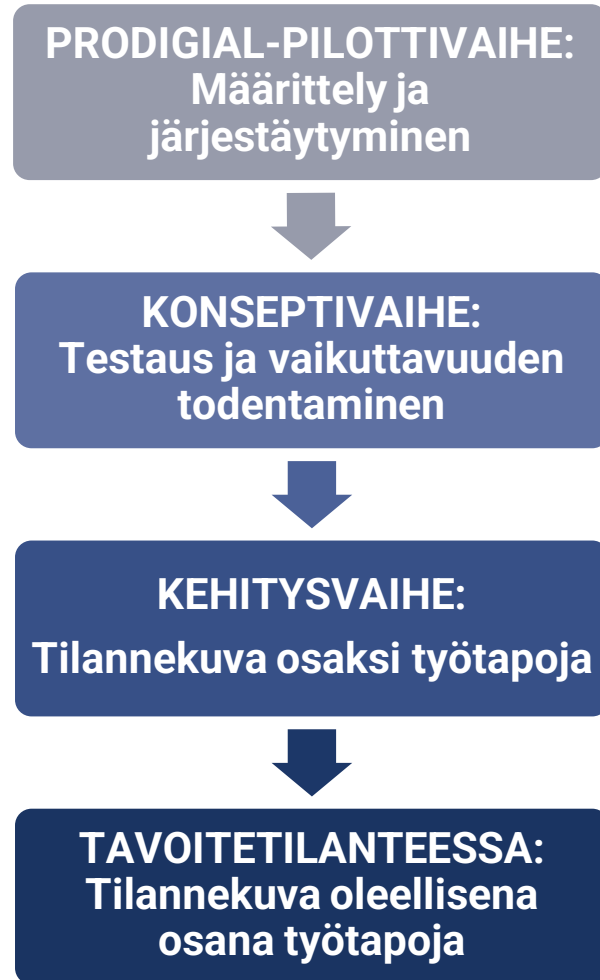 PRODIGIAL-PILOTTIVAIHE:
Määrittely ja
järjestäytyminen
KONSEPTIVAIHE:
Testaus ja vaikuttavuuden
todentaminen
KEHITYSVAIHE:
Tilannekuva osaksi työtapoja
TAVOITETILANTEESSA:
Tilannekuva oleellisena
osana työtapoja